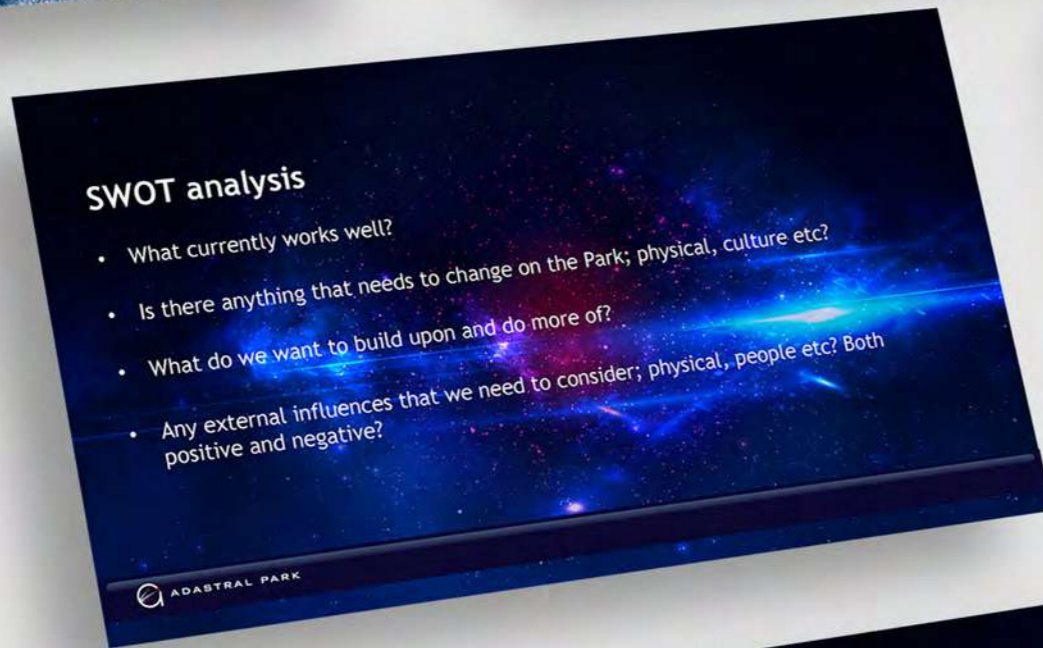 SWOT analysis
• What currently works well?
• Is there anything that needs to change on the Park; physical, culture etc?
• What do we want to build upon and do more of?
• Any external influences that we need to consider; physical, people etc? Both
positive and negative?
ADASTRAL PARK